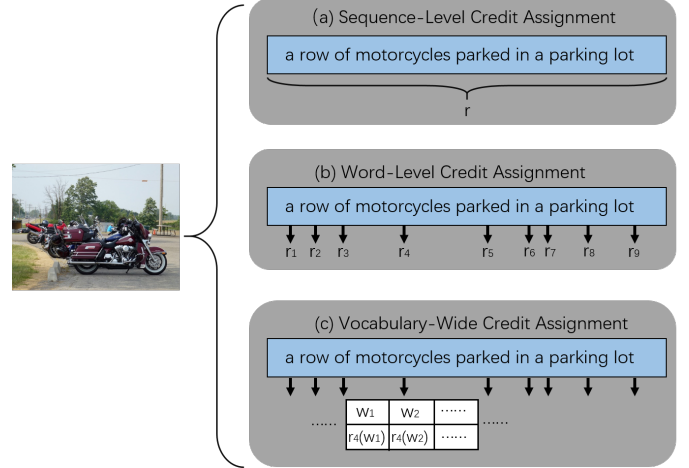 (a) Sequence-Level Credit Assignment
a row of motorcycles parked in a parking lot
r
(b) Word-Level Credit Assignment
a row of motorcycles parked in a parking lot
r1 r2 r3 r4 r5 r6 r7 r8 r9
(c) Vocabulary-Wide Credit Assignment
a row of motorcycles parked in a parking lot
w1 w2 ......
...... ......
r4(w1) r4(w2) ......